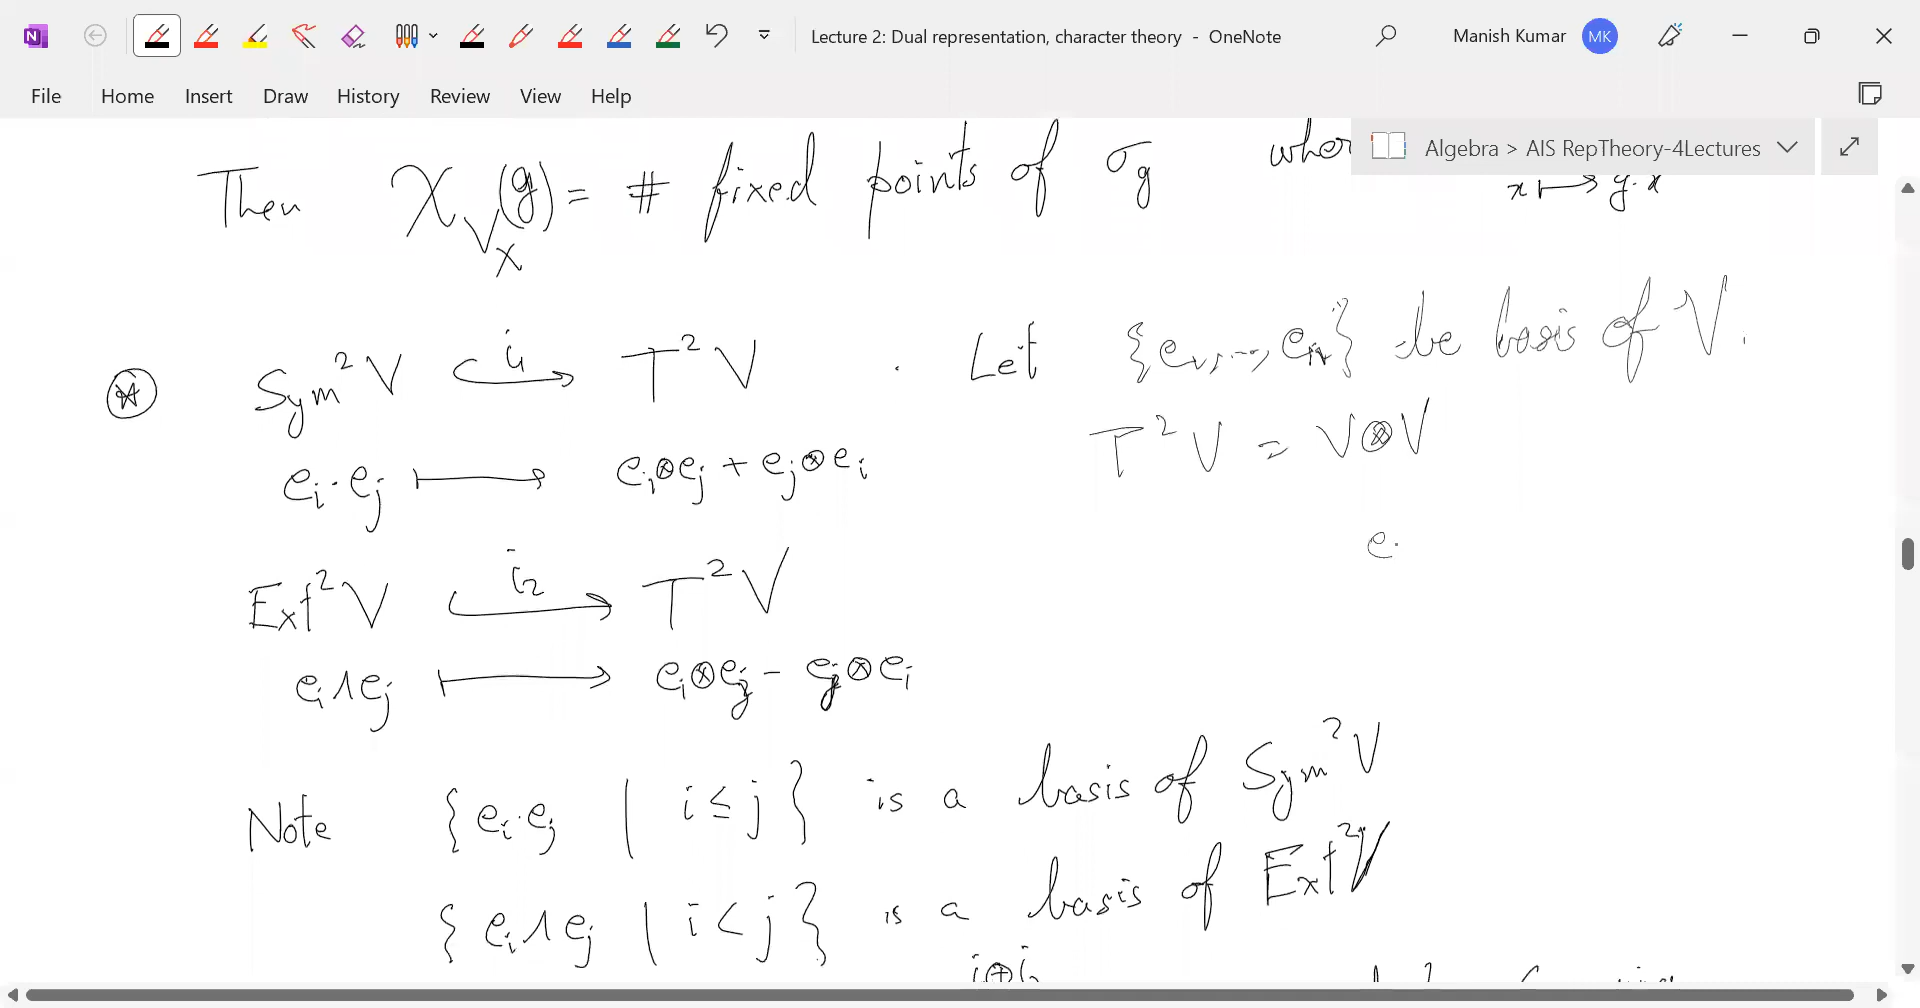 Lecture 2: Dual representation, character theory - OneNote
Manish Kumar MK
File Home Insert Draw History Review View Help
Algebra > AIS RepTheory-4Lectures
Then χ_{V_X}(g) = # fixed points of σ_g
x ↦ g.x
⊛ Sym²V ↪^{i₁} T²V . Let {e₁, ..., eₙ} be basis of V.
T²V = V⊗V
eᵢ·eⱼ ⟼ eᵢ⊗eⱼ + eⱼ⊗eᵢ
e.
Ext²V ↪^{i₂} T²V
eᵢ∧eⱼ ⟼ eᵢ⊗eⱼ - eⱼ⊗eᵢ
Note {eᵢ·eⱼ | i ≤ j} is a basis of Sym²V
{eᵢ∧eⱼ | i < j} is a basis of Ext²V